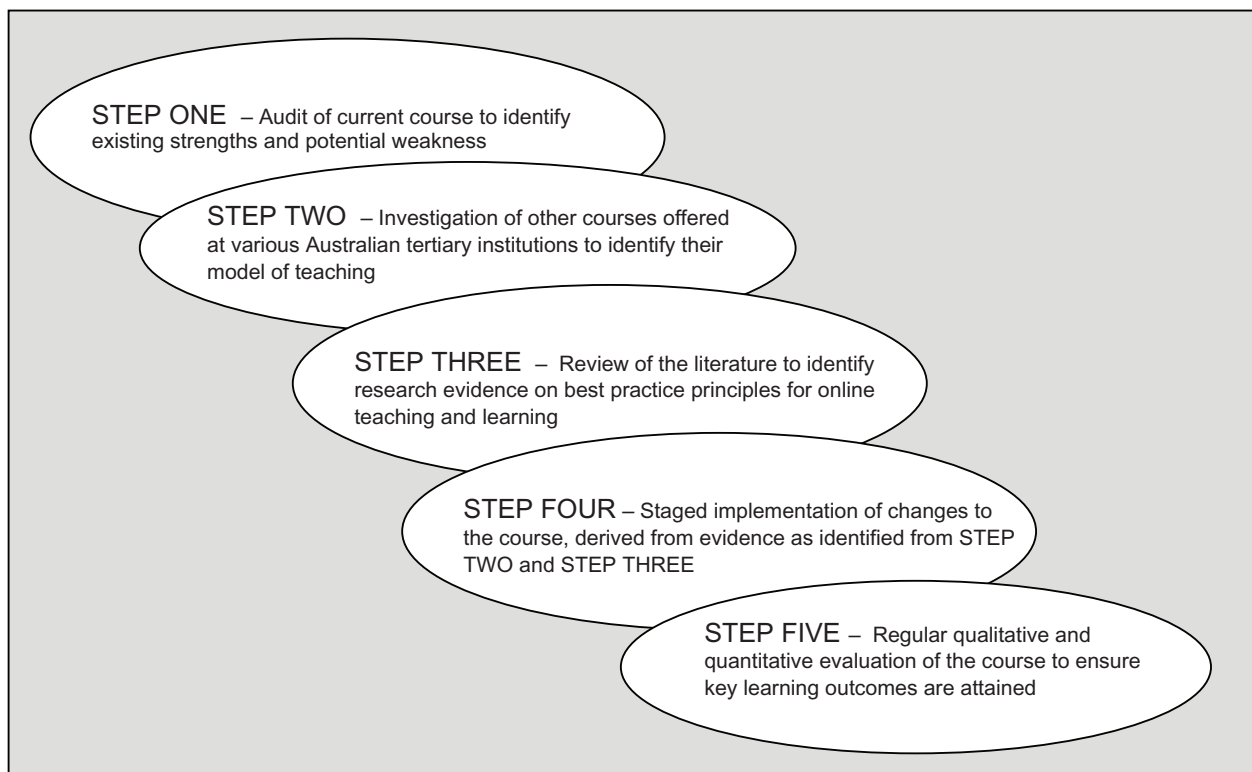 STEP ONE – Audit of current course to identify
existing strengths and potential weakness
STEP TWO – Investigation of other courses offered
at various Australian tertiary institutions to identify their
model of teaching
STEP THREE – Review of the literature to identify
research evidence on best practice principles for online
teaching and learning
STEP FOUR – Staged implementation of changes to
the course, derived from evidence as identified from STEP
TWO and STEP THREE
STEP FIVE – Regular qualitative and
quantitative evaluation of the course to ensure
key learning outcomes are attained